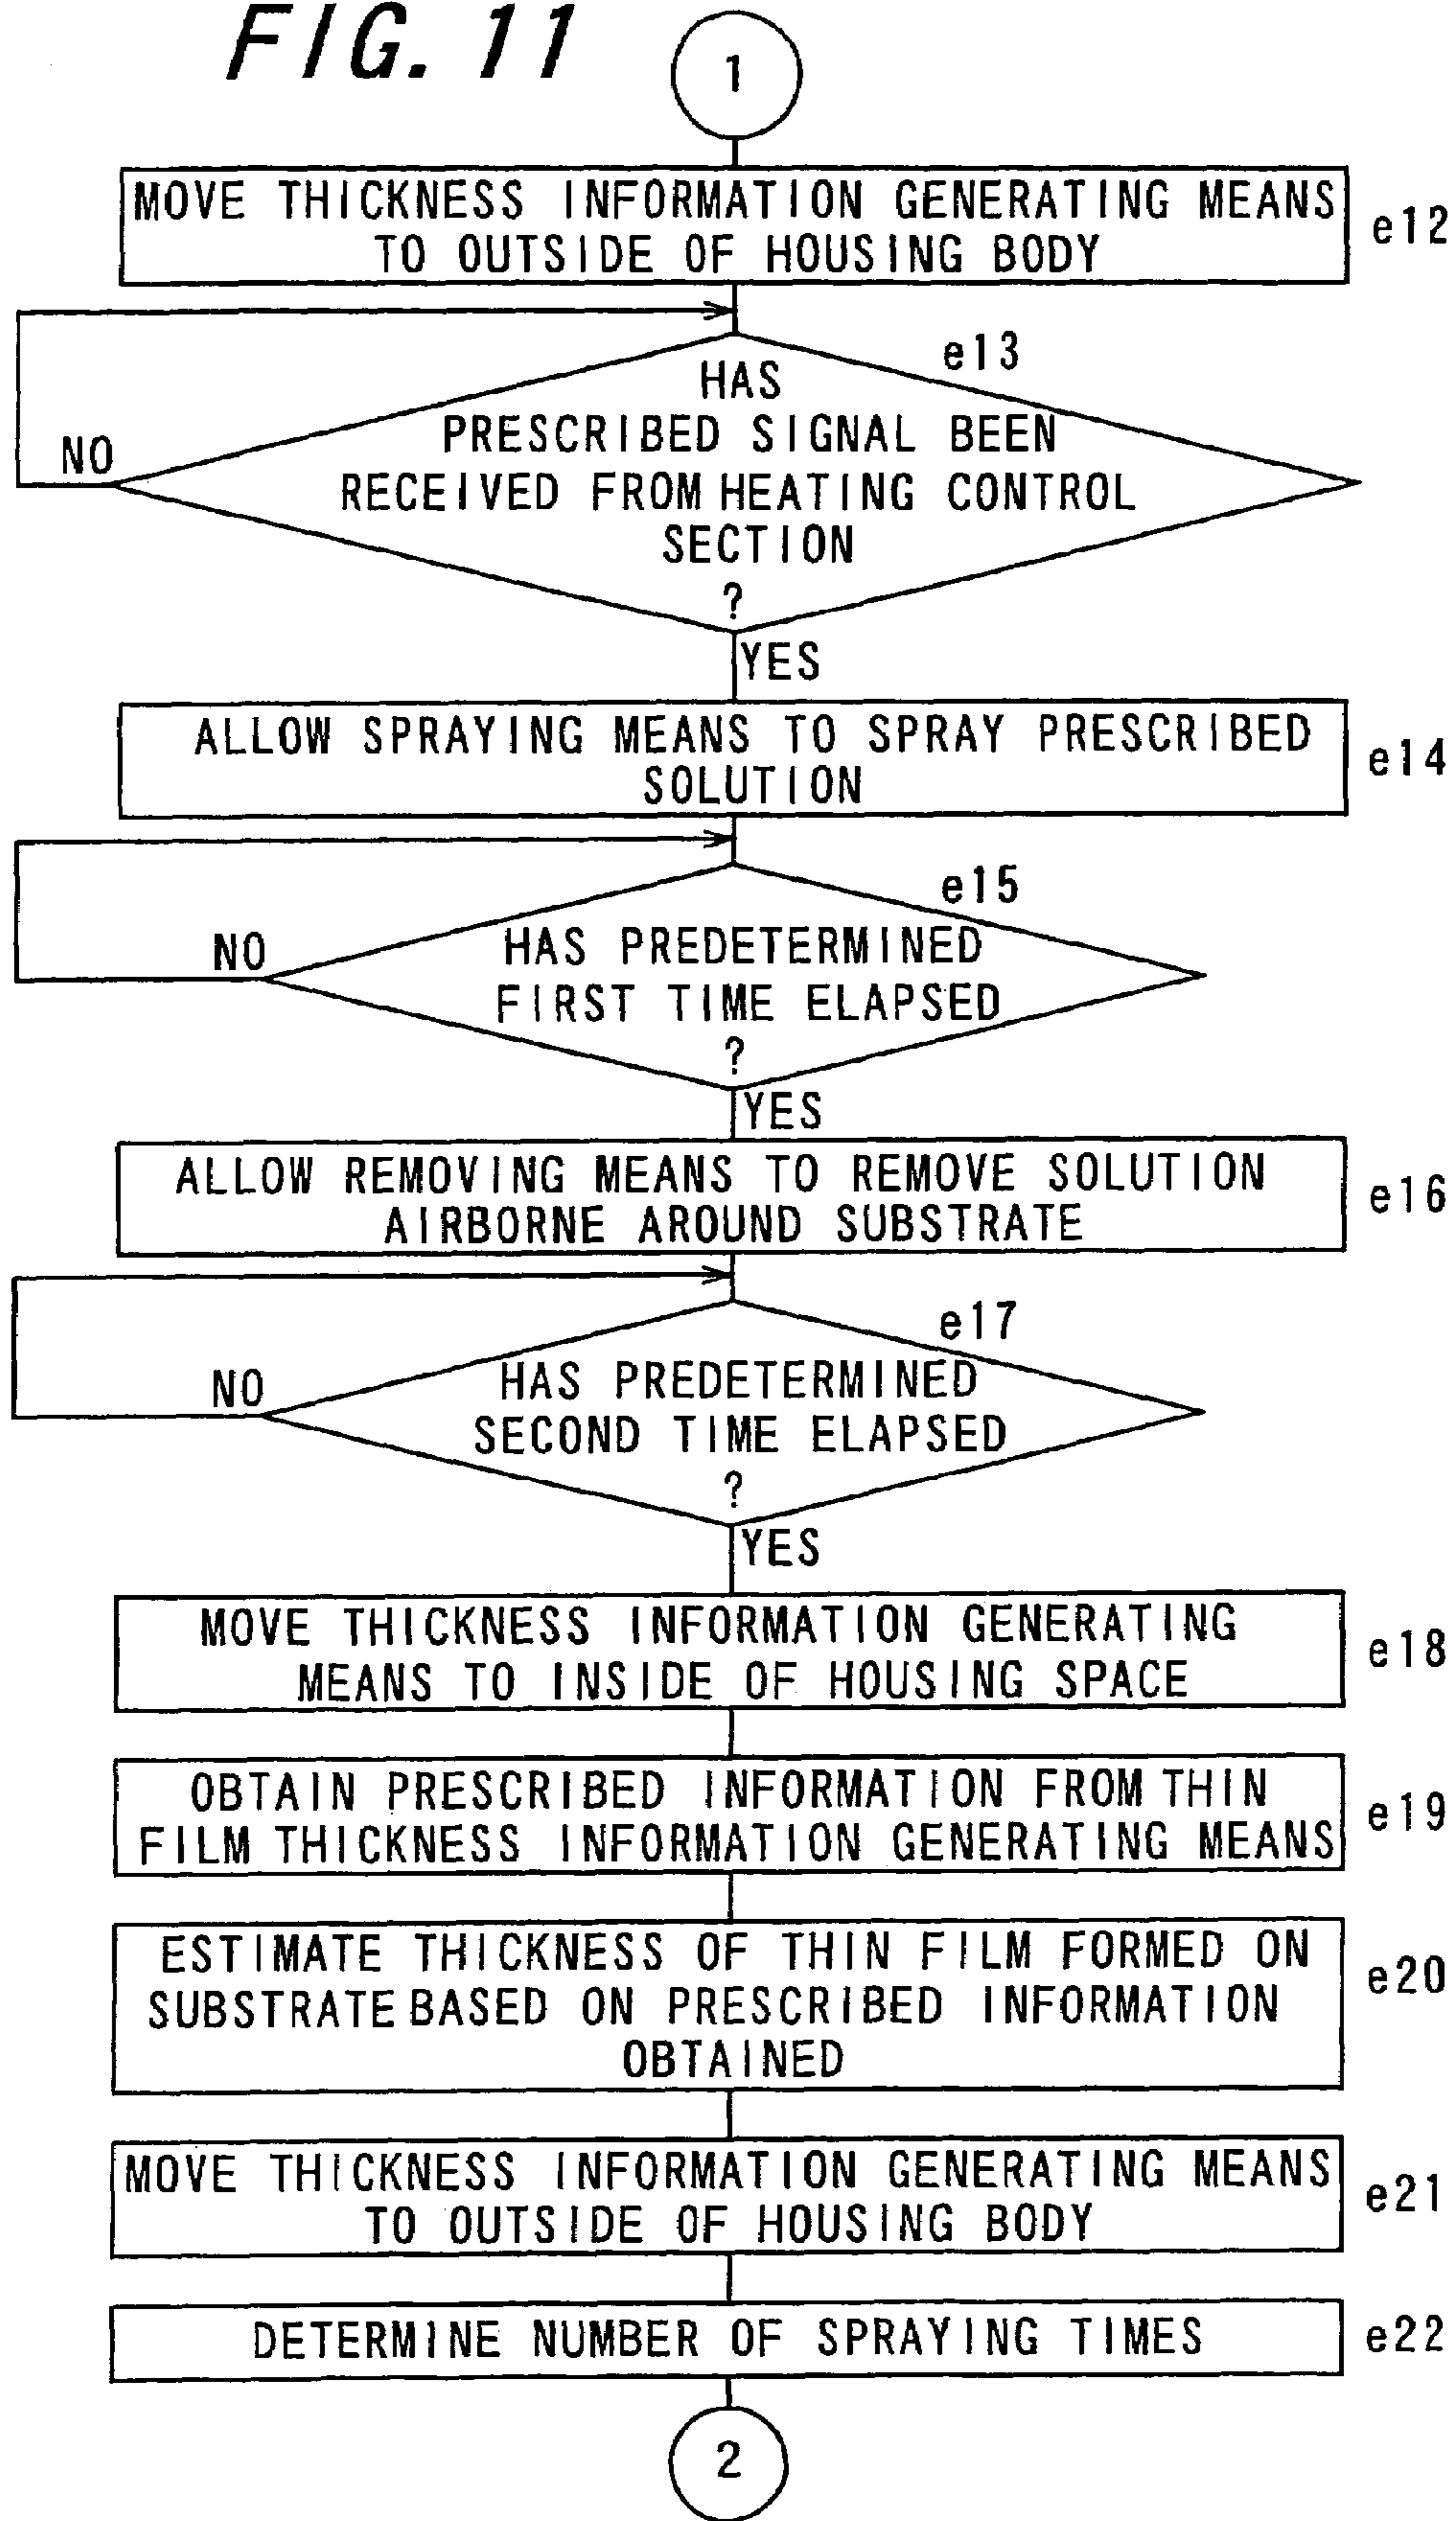 FIG. 11
1
MOVE THICKNESS INFORMATION GENERATING MEANS
TO OUTSIDE OF HOUSING BODY
e12
e13
HAS
PRESCRIBED SIGNAL BEEN
RECEIVED FROM HEATING CONTROL
SECTION
?
NO
YES
ALLOW SPRAYING MEANS TO SPRAY PRESCRIBED
SOLUTION
e14
e15
HAS PREDETERMINED
FIRST TIME ELAPSED
?
NO
YES
ALLOW REMOVING MEANS TO REMOVE SOLUTION
AIRBORNE AROUND SUBSTRATE
e16
e17
HAS PREDETERMINED
SECOND TIME ELAPSED
?
NO
YES
MOVE THICKNESS INFORMATION GENERATING
MEANS TO INSIDE OF HOUSING SPACE
e18
OBTAIN PRESCRIBED INFORMATION FROM THIN
FILM THICKNESS INFORMATION GENERATING MEANS
e19
ESTIMATE THICKNESS OF THIN FILM FORMED ON
SUBSTRATE BASED ON PRESCRIBED INFORMATION
OBTAINED
e20
MOVE THICKNESS INFORMATION GENERATING MEANS
TO OUTSIDE OF HOUSING BODY
e21
DETERMINE NUMBER OF SPRAYING TIMES
e22
2